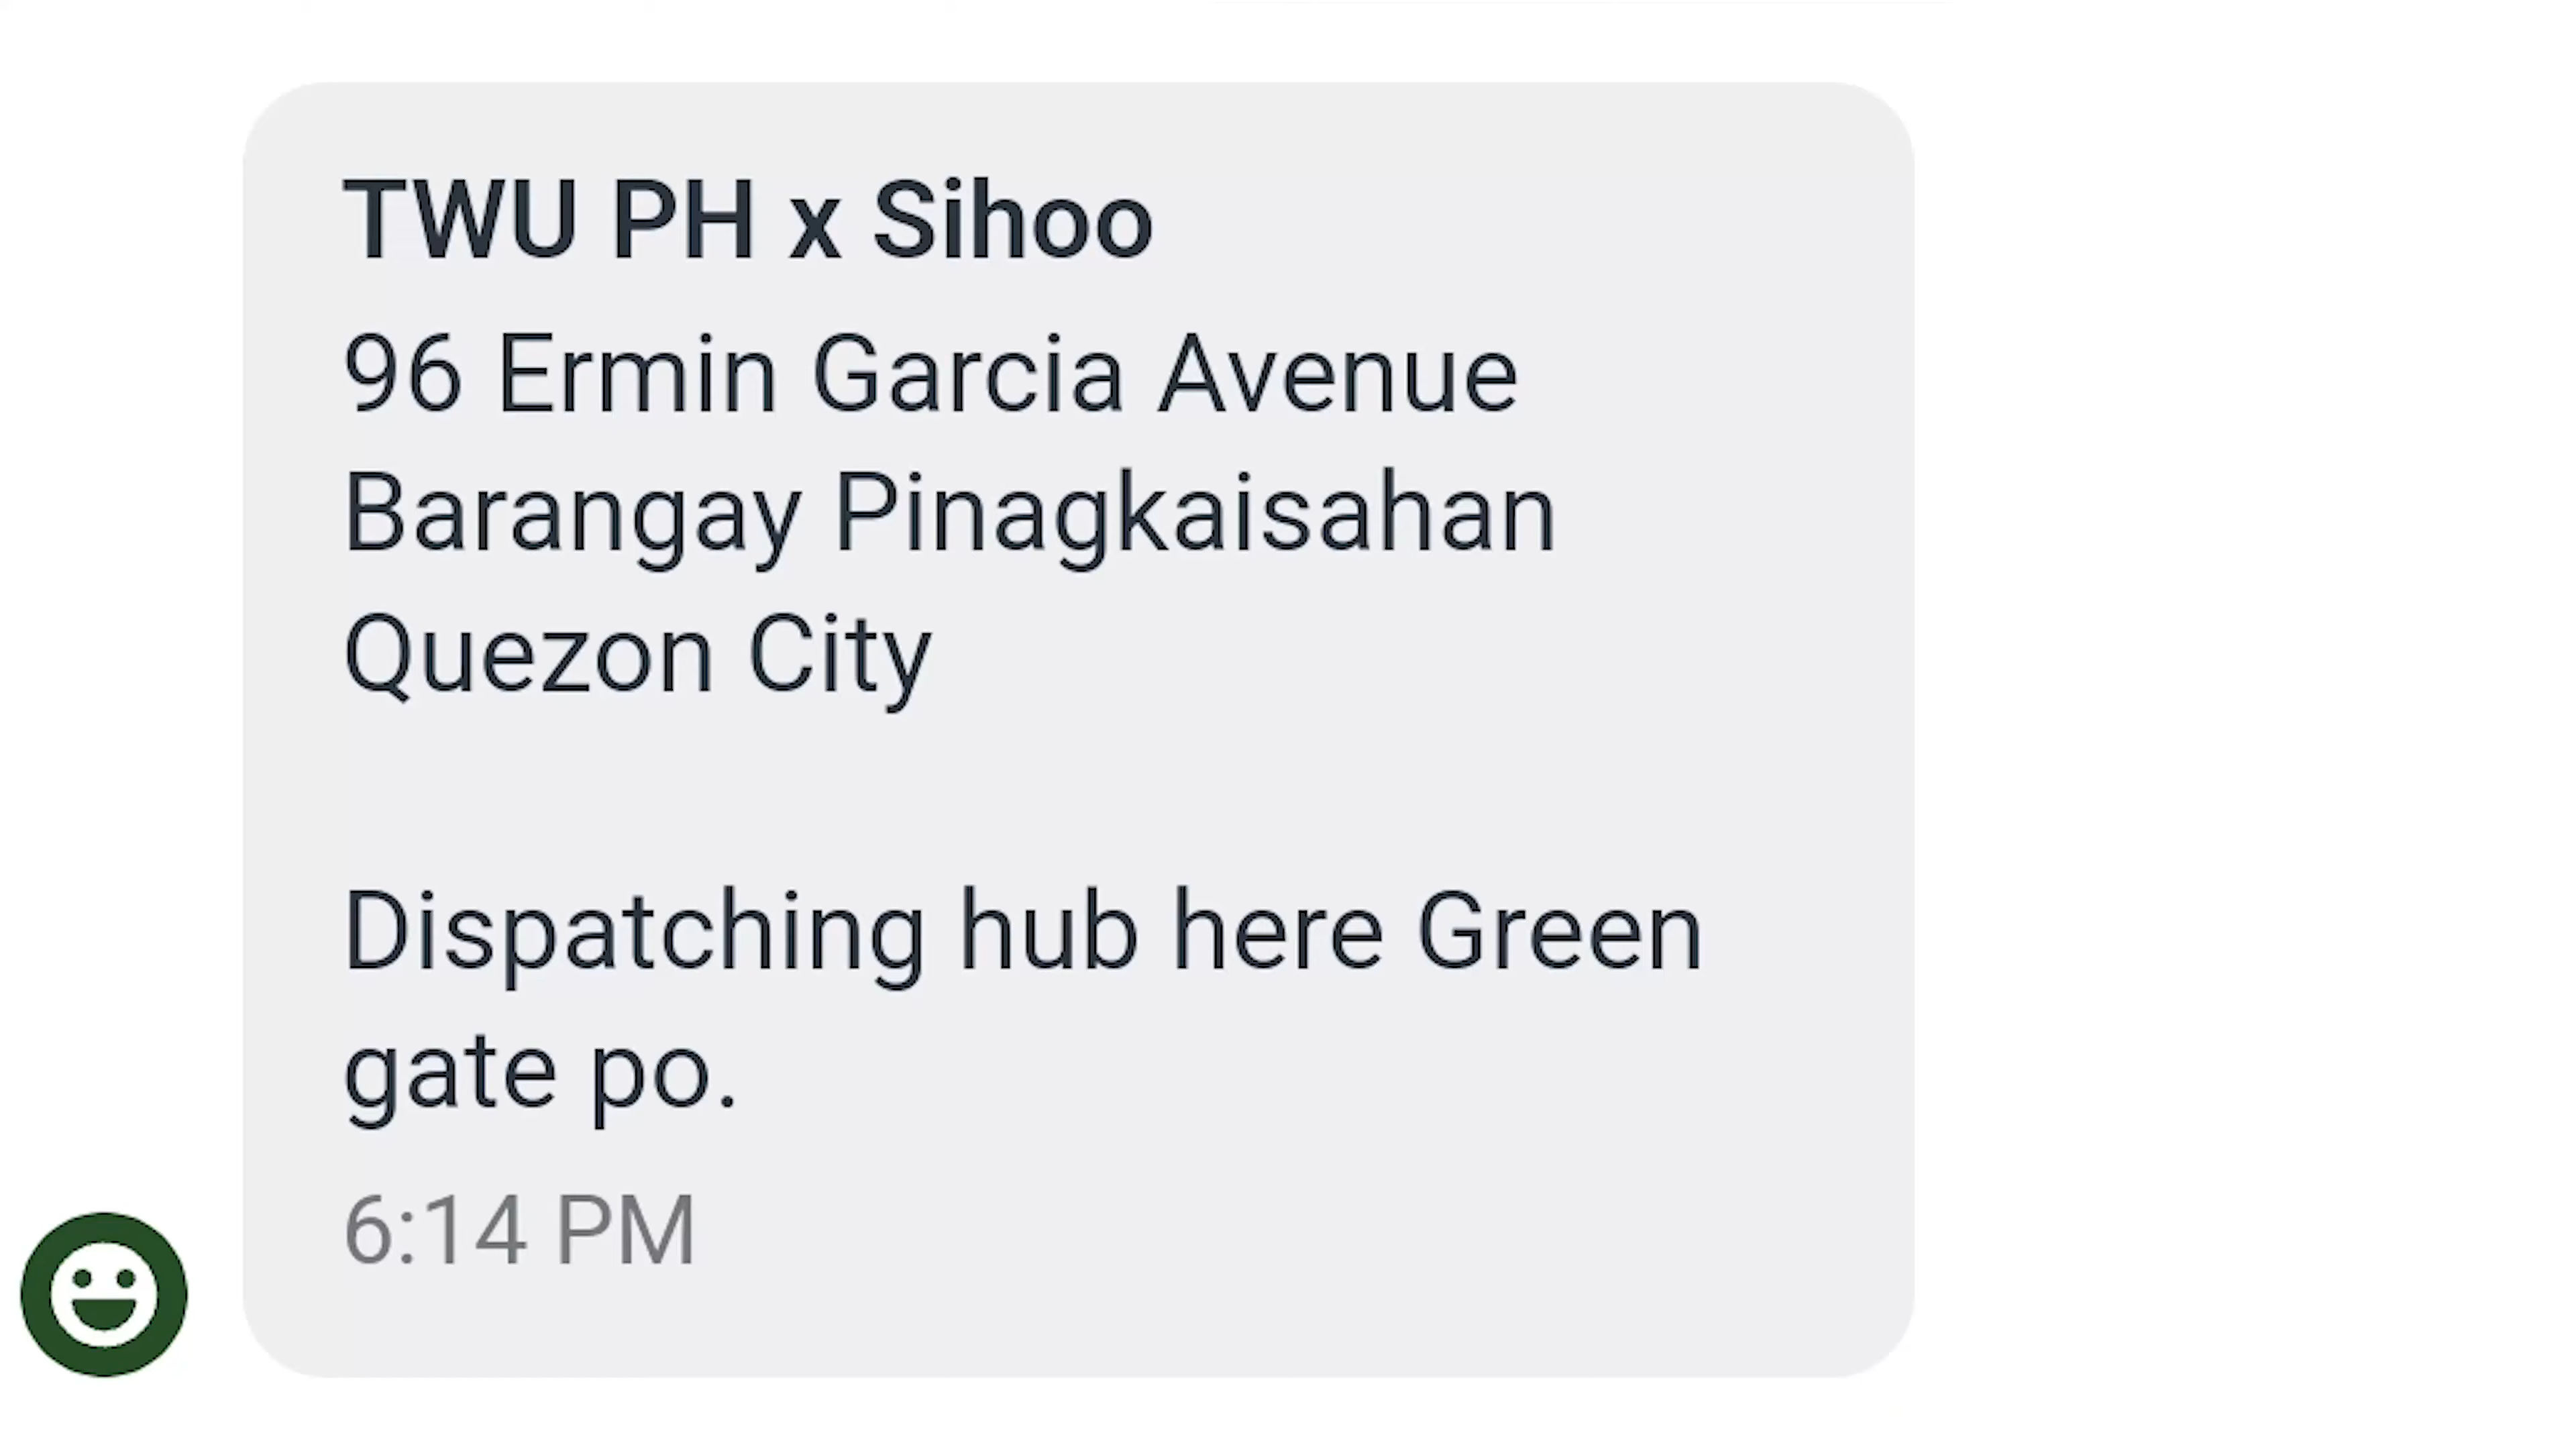 TWU PH x Sihoo
96 Ermin Garcia Avenue
Barangay Pinagkaisahan
Quezon City
Dispatching hub here Green
gate po.
6:14 PM